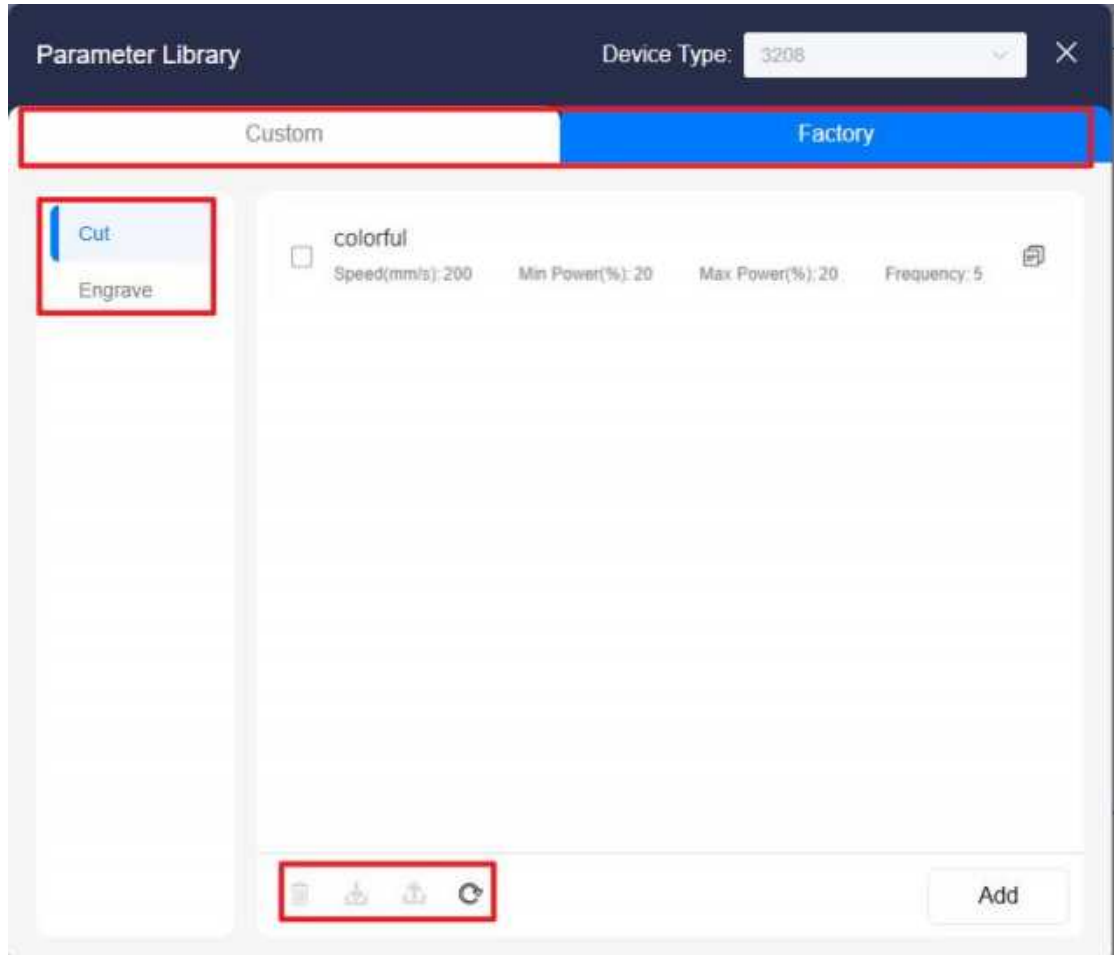 Parameter Library Device Type: 3208
Custom Factory
Cut
Engrave
colorful
Speed(mm/s): 200 Min Power(%): 20 Max Power(%): 20 Frequency: 5
Add